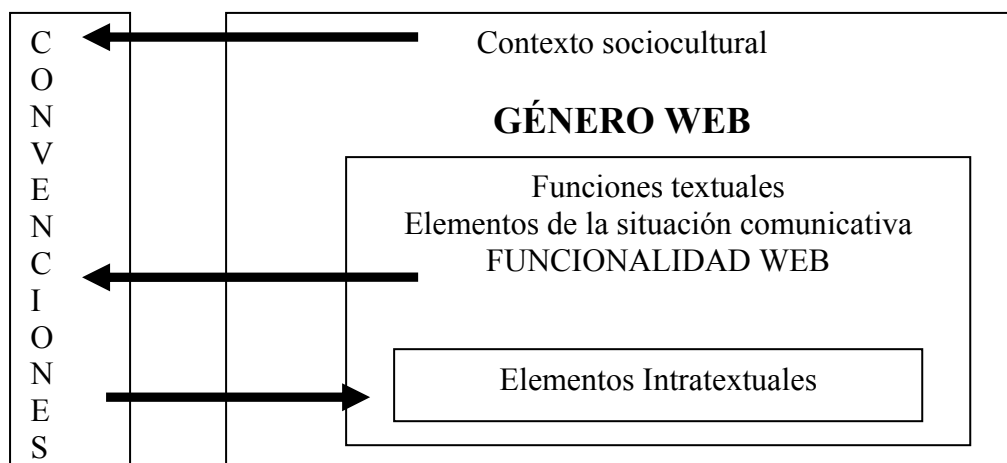 C
O
N
V
E
N
C
I
O
N
E
S
Contexto sociocultural
GÉNERO WEB
Funciones textuales
Elementos de la situación comunicativa
FUNCIONALIDAD WEB
Elementos Intratextuales